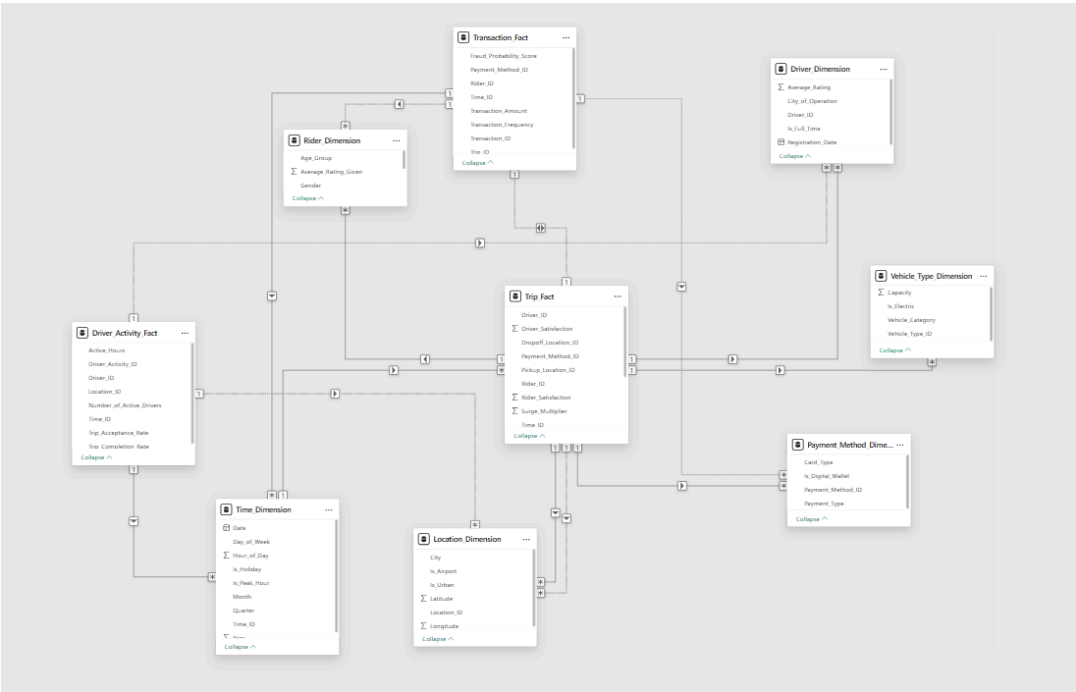 Transaction_Fact
Fraud_Probability_Score
Payment_Method_ID
Rider_ID
Time_ID
Transaction_Amount
Transaction_Frequency
Transaction_ID
Trip_ID
Collapse
Driver_Dimension
Average_Rating
City_of_Operation
Driver_ID
Is_Full_Time
Registration_Date
Collapse
Rider_Dimension
Age_Group
Average_Rating_Given
Gender
Collapse
Vehicle_Type_Dimension
Capacity
Is_Electric
Vehicle_Category
Vehicle_Type_ID
Collapse
Trip_Fact
Driver_ID
Driver_Satisfaction
Dropoff_Location_ID
Payment_Method_ID
Pickup_Location_ID
Rider_ID
Rider_Satisfaction
Surge_Multiplier
Time_ID
Collapse
Driver_Activity_Fact
Active_Hours
Driver_Activity_ID
Driver_ID
Location_ID
Number_of_Active_Drivers
Time_ID
Trip_Acceptance_Rate
Trip_Completion_Rate
Collapse
Payment_Method_Dime...
Card_Type
Is_Digital_Wallet
Payment_Method_ID
Payment_Type
Collapse
Time_Dimension
Date
Day_of_Week
Hour_of_Day
Is_Holiday
Is_Peak_Hour
Month
Quarter
Time_ID
Collapse
Location_Dimension
City
Is_Airport
Is_Urban
Latitude
Location_ID
Longitude
Collapse